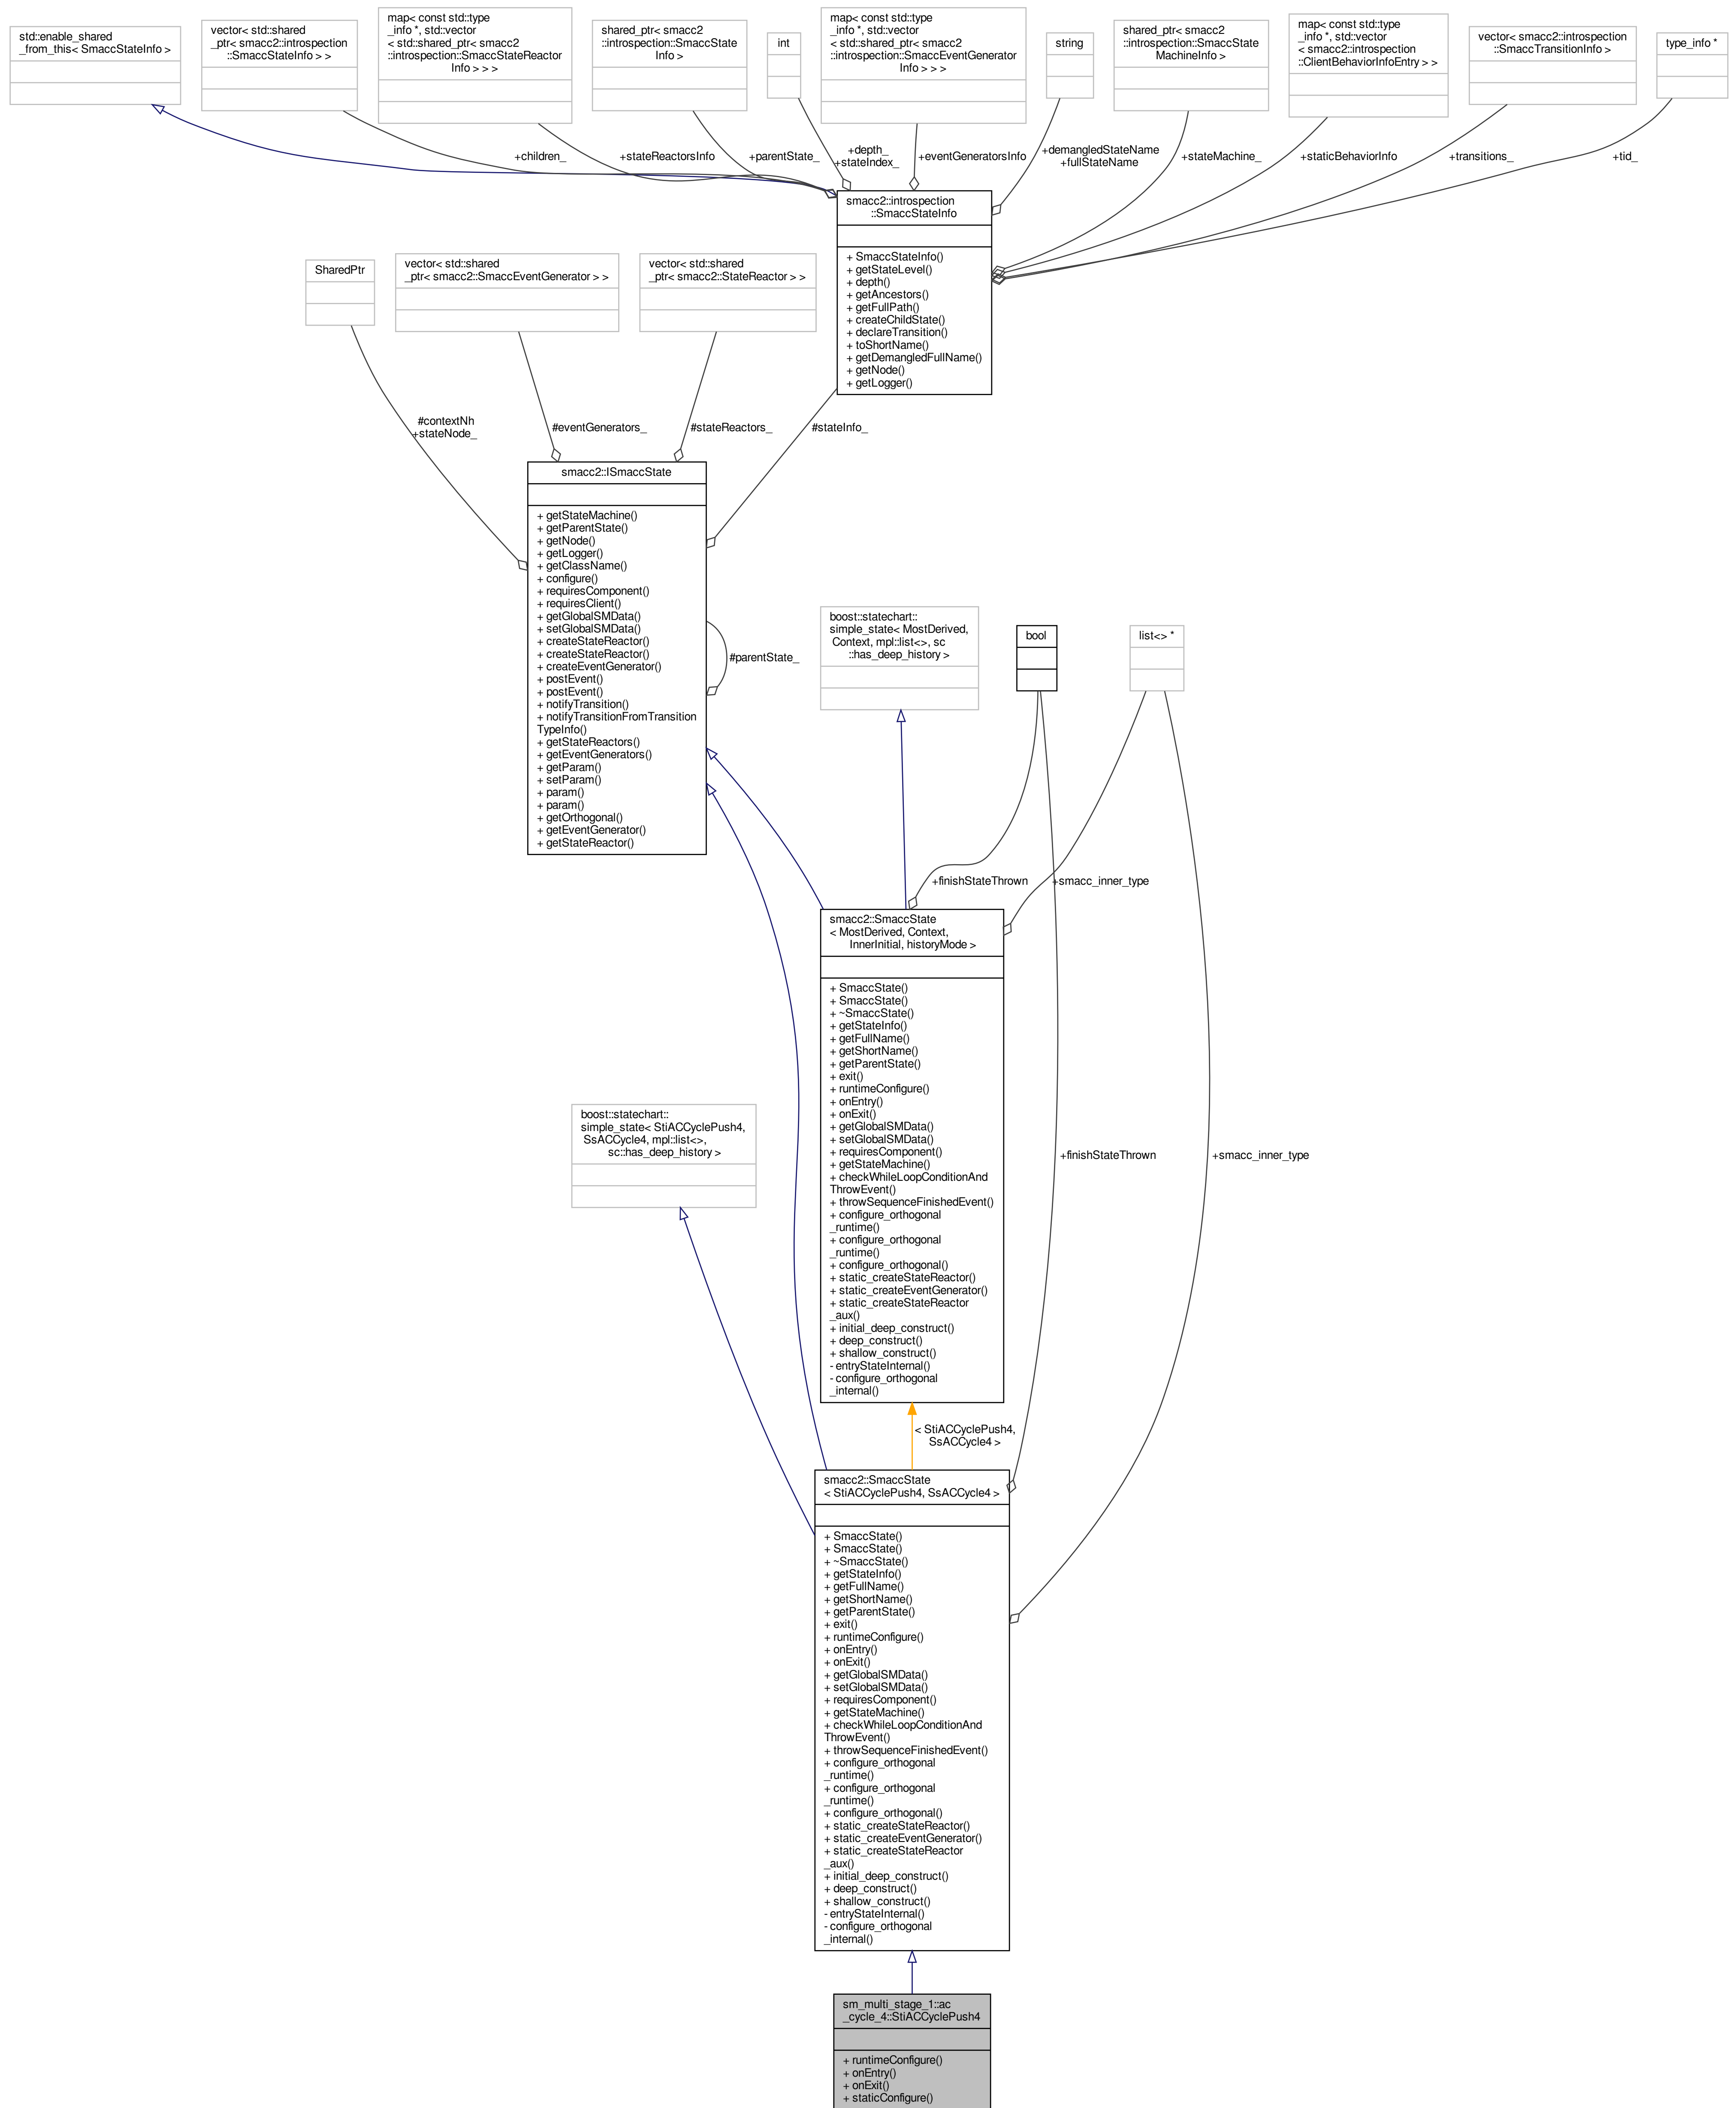 std::enable_shared
_from_this< SmaccStateInfo >
vector< std::shared
_ptr< smacc2::introspection
::SmaccStateInfo > >
map< const std::type
_info *, std::vector
< std::shared_ptr< smacc2
::introspection::SmaccStateReactor
Info > > >
shared_ptr< smacc2
::introspection::SmaccState
Info >
int
map< const std::type
_info *, std::vector
< std::shared_ptr< smacc2
::introspection::SmaccEventGenerator
Info > > >
string
shared_ptr< smacc2
::introspection::SmaccState
MachineInfo >
map< const std::type
_info *, std::vector
< smacc2::introspection
::ClientBehaviorInfoEntry > >
vector< smacc2::introspection
::SmaccTransitionInfo >
type_info *
+children_
+stateReactorsInfo
+parentState_
+depth_
+stateIndex_
+eventGeneratorsInfo
+demangledStateName
+fullStateName
+stateMachine_
+staticBehaviorInfo
+transitions_
+tid_
smacc2::introspection
::SmaccStateInfo
+ SmaccStateInfo()
+ getStateLevel()
+ depth()
+ getAncestors()
+ getFullPath()
+ createChildState()
+ declareTransition()
+ toShortName()
+ getDemangledFullName()
+ getNode()
+ getLogger()
SharedPtr
vector< std::shared
_ptr< smacc2::SmaccEventGenerator > >
vector< std::shared
_ptr< smacc2::StateReactor > >
#contextNh
+stateNode_
#eventGenerators_
#stateReactors_
#stateInfo_
smacc2::ISmaccState
+ getStateMachine()
+ getParentState()
+ getNode()
+ getLogger()
+ getClassName()
+ configure()
+ requiresComponent()
+ requiresClient()
+ getGlobalSMData()
+ setGlobalSMData()
+ createStateReactor()
+ createStateReactor()
+ createEventGenerator()
+ postEvent()
+ postEvent()
+ notifyTransition()
+ notifyTransitionFromTransition
TypeInfo()
+ getStateReactors()
+ getEventGenerators()
+ getParam()
+ setParam()
+ param()
+ param()
+ getOrthogonal()
+ getEventGenerator()
+ getStateReactor()
#parentState_
boost::statechart::
simple_state< MostDerived,
Context, mpl::list<>, sc
::has_deep_history >
bool
list<> *
+finishStateThrown
+smacc_inner_type
smacc2::SmaccState
< MostDerived, Context,
InnerInitial, historyMode >
+ SmaccState()
+ SmaccState()
+ ~SmaccState()
+ getStateInfo()
+ getFullName()
+ getShortName()
+ getParentState()
+ exit()
+ runtimeConfigure()
+ onEntry()
+ onExit()
+ getGlobalSMData()
+ setGlobalSMData()
+ requiresComponent()
+ getStateMachine()
+ checkWhileLoopConditionAnd
ThrowEvent()
+ throwSequenceFinishedEvent()
+ configure_orthogonal
_runtime()
+ configure_orthogonal
_runtime()
+ configure_orthogonal()
+ static_createStateReactor()
+ static_createEventGenerator()
+ static_createStateReactor
_aux()
+ initial_deep_construct()
+ deep_construct()
+ shallow_construct()
- entryStateInternal()
- configure_orthogonal
_internal()
boost::statechart::
simple_state< StiACCyclePush4,
SsACCycle4, mpl::list<>,
sc::has_deep_history >
+finishStateThrown
+smacc_inner_type
< StiACCyclePush4,
SsACCycle4 >
smacc2::SmaccState
< StiACCyclePush4, SsACCycle4 >
+ SmaccState()
+ SmaccState()
+ ~SmaccState()
+ getStateInfo()
+ getFullName()
+ getShortName()
+ getParentState()
+ exit()
+ runtimeConfigure()
+ onEntry()
+ onExit()
+ getGlobalSMData()
+ setGlobalSMData()
+ requiresComponent()
+ getStateMachine()
+ checkWhileLoopConditionAnd
ThrowEvent()
+ throwSequenceFinishedEvent()
+ configure_orthogonal
_runtime()
+ configure_orthogonal
_runtime()
+ configure_orthogonal()
+ static_createStateReactor()
+ static_createEventGenerator()
+ static_createStateReactor
_aux()
+ initial_deep_construct()
+ deep_construct()
+ shallow_construct()
- entryStateInternal()
- configure_orthogonal
_internal()
sm_multi_stage_1::ac
_cycle_4::StiACCyclePush4
+ runtimeConfigure()
+ onEntry()
+ onExit()
+ staticConfigure()